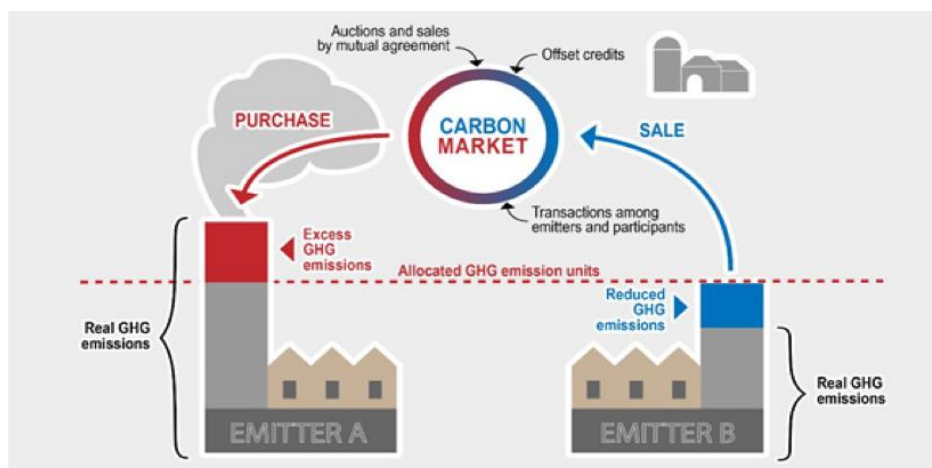 Auctions and sales
by mutual agreement
Offset credits
PURCHASE
CARBON
MARKET
SALE
Transactions among
emitters and participants
Excess
GHG
emissions
Allocated GHG emission units
Reduced
GHG
emissions
Real GHG
emissions
Real GHG
emissions
EMITTER A
EMITTER B